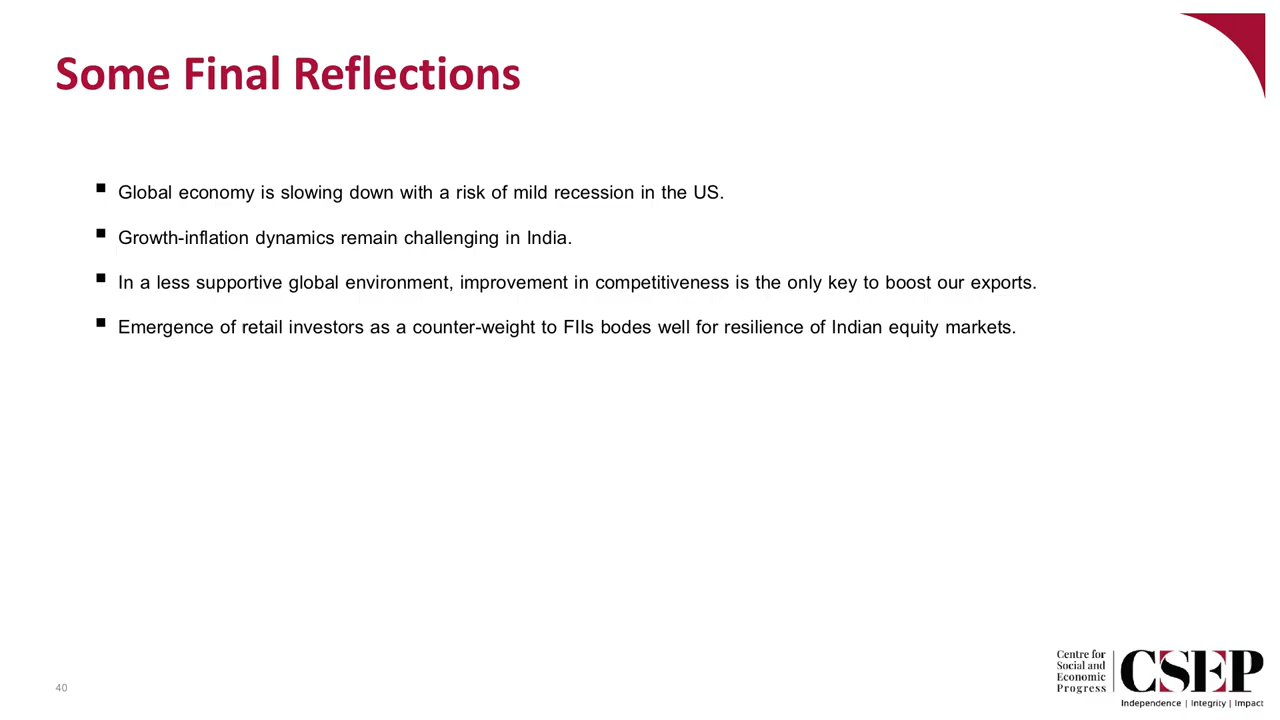 Some Final Reflections
▪ Global economy is slowing down with a risk of mild recession in the US.
▪ Growth-inflation dynamics remain challenging in India.
▪ In a less supportive global environment, improvement in competitiveness is the only key to boost our exports.
▪ Emergence of retail investors as a counter-weight to FIIs bodes well for resilience of Indian equity markets.
40
Centre for
Social and
Economic
Progress
CSEP
Independence | Integrity | Impact